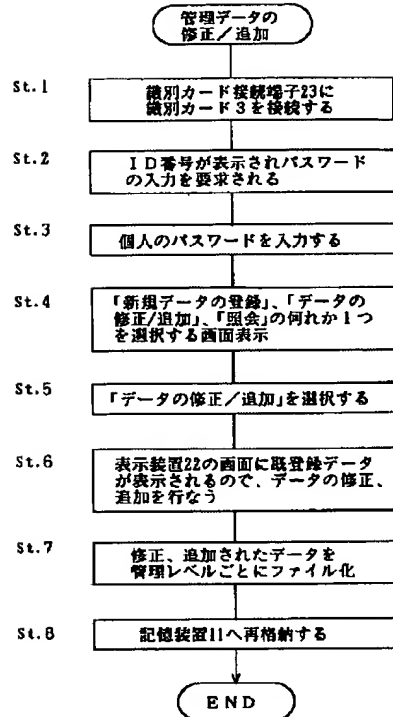 管理データの
修正／追加
St.1
識別カード接続端子23に
識別カード3を接続する
St.2
ＩＤ番号が表示されパスワード
の入力を要求される
St.3
個人のパスワードを入力する
St.4
「新規データの登録」、「データの
修正/追加」、「照会」の何れか１つ
を選択する画面表示
St.5
「データの修正／追加」を選択する
St.6
表示装置22の画面に既登録データ
が表示されるので、データの修正、
追加を行なう
St.7
修正、追加されたデータを
管理レベルごとにファイル化
St.8
記憶装置11へ再格納する
ＥＮＤ